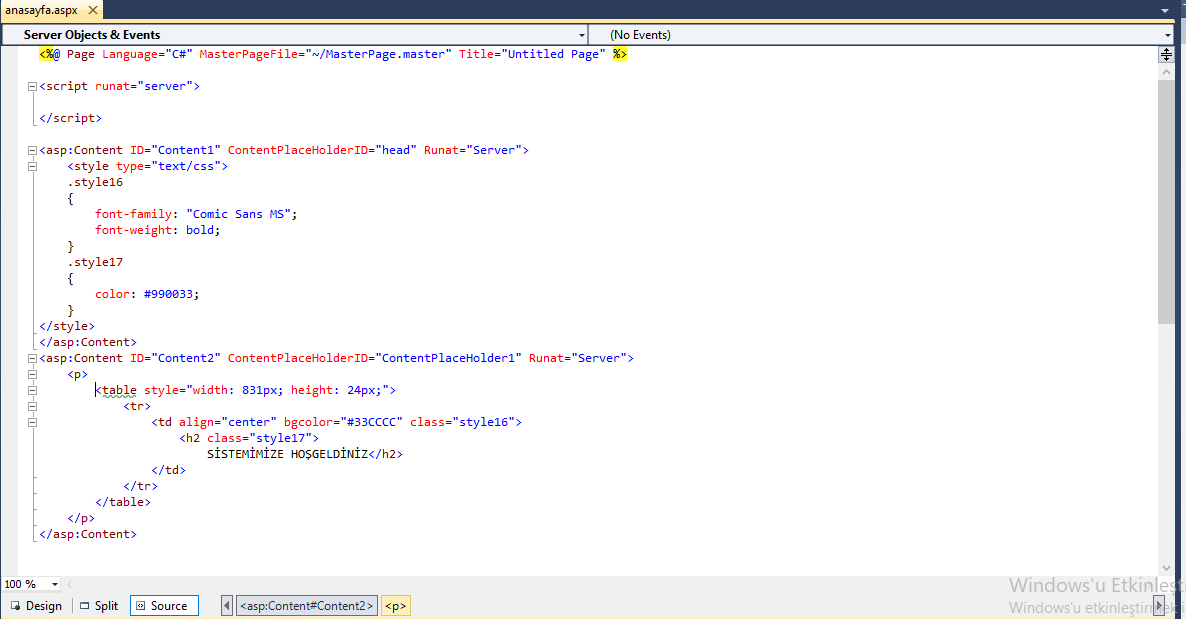 anasayfa.aspx
Server Objects & Events
(No Events)
<%@ Page Language="C#" MasterPageFile="~/MasterPage.master" Title="Untitled Page" %>
<script runat="server">
</script>
<asp:Content ID="Content1" ContentPlaceHolderID="head" Runat="Server">
<style type="text/css">
.style16
{
font-family: "Comic Sans MS";
font-weight: bold;
}
.style17
{
color: #990033;
}
</style>
</asp:Content>
<asp:Content ID="Content2" ContentPlaceHolderID="ContentPlaceHolder1" Runat="Server">
<p>
<table style="width: 831px; height: 24px;">
<tr>
<td align="center" bgcolor="#33CCCC" class="style16">
<h2 class="style17">
SİSTEMİMİZE HOŞGELDİNİZ</h2>
</td>
</tr>
</table>
</p>
</asp:Content>
100 %
Windows'u Etkinleşt
Design Split Source <asp:Content#Content2> <p>
Windows'u etkinleştirmek i